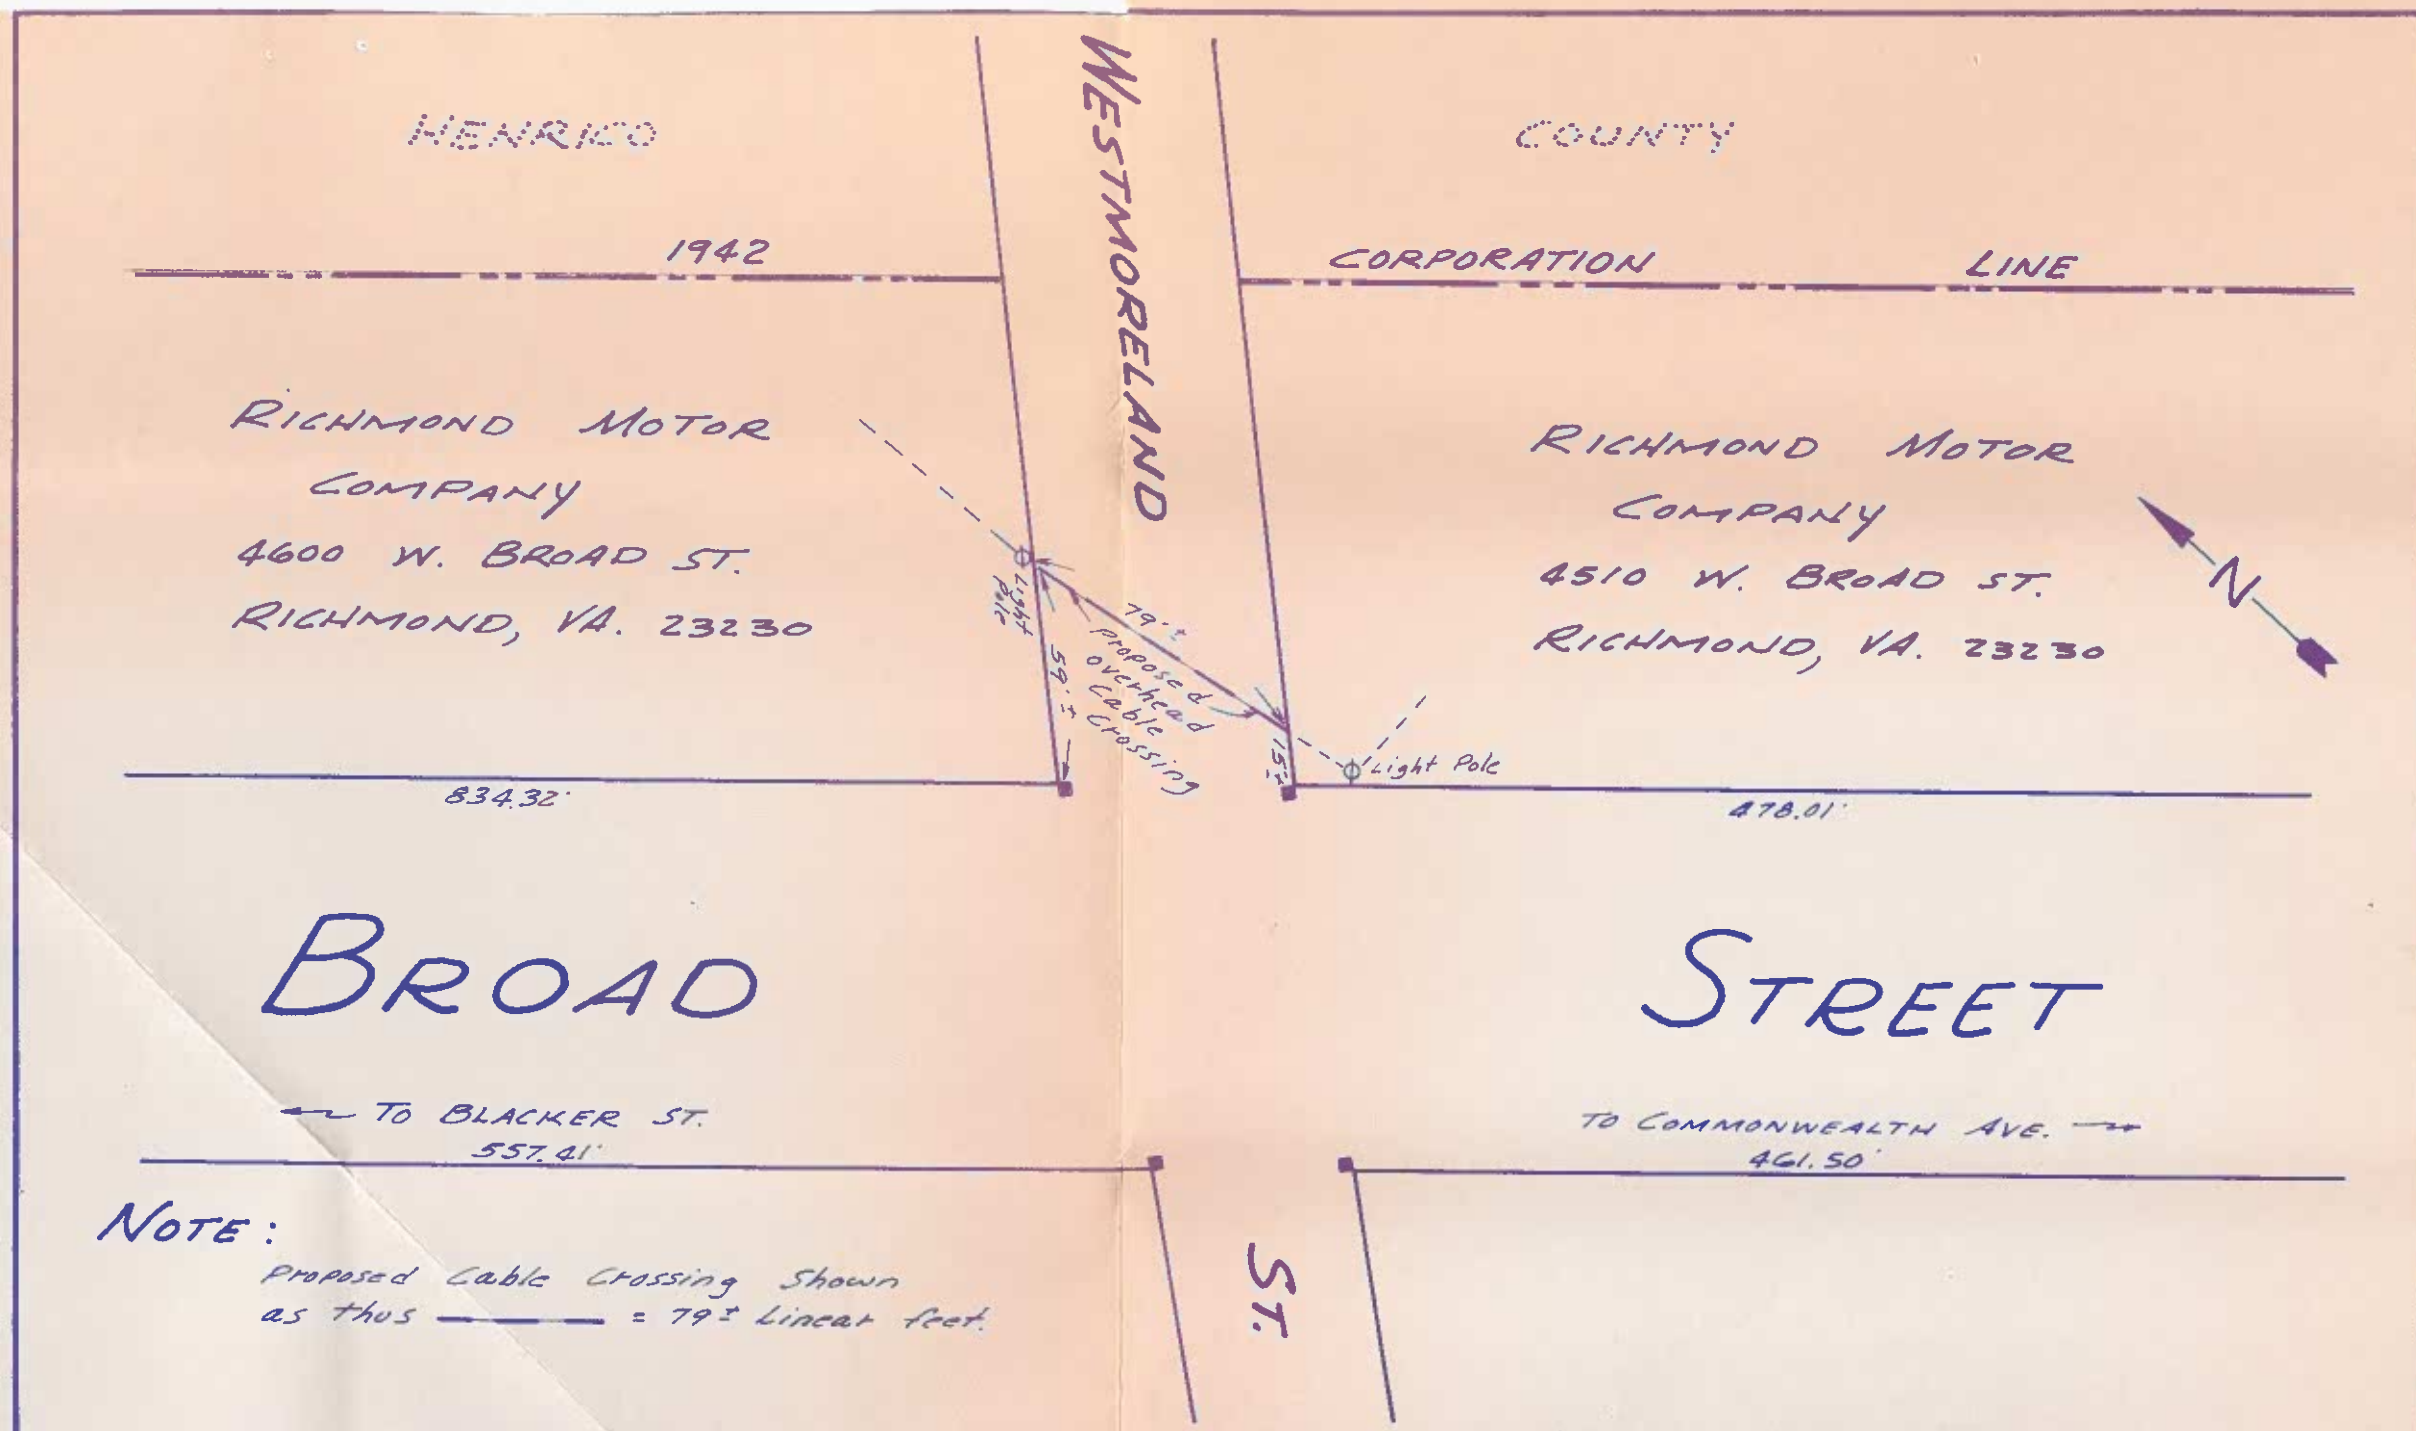 HENRICO
COUNTY
WESTMORELAND
1942
CORPORATION LINE
RICHMOND MOTOR
COMPANY
4600 W. BROAD ST.
RICHMOND, VA. 23230
RICHMOND MOTOR
COMPANY
4510 W. BROAD ST.
RICHMOND, VA. 23230
N
Light
Pole
79'±
59'±
Proposed
overhead
Cable
Crossing
15'±
Light Pole
834.32'
478.01'
BROAD
STREET
TO BLACKER ST.
557.41'
TO COMMONWEALTH AVE.
461.50'
NOTE:
Proposed Cable Crossing Shown
as thus = 79± Linear feet.
ST.